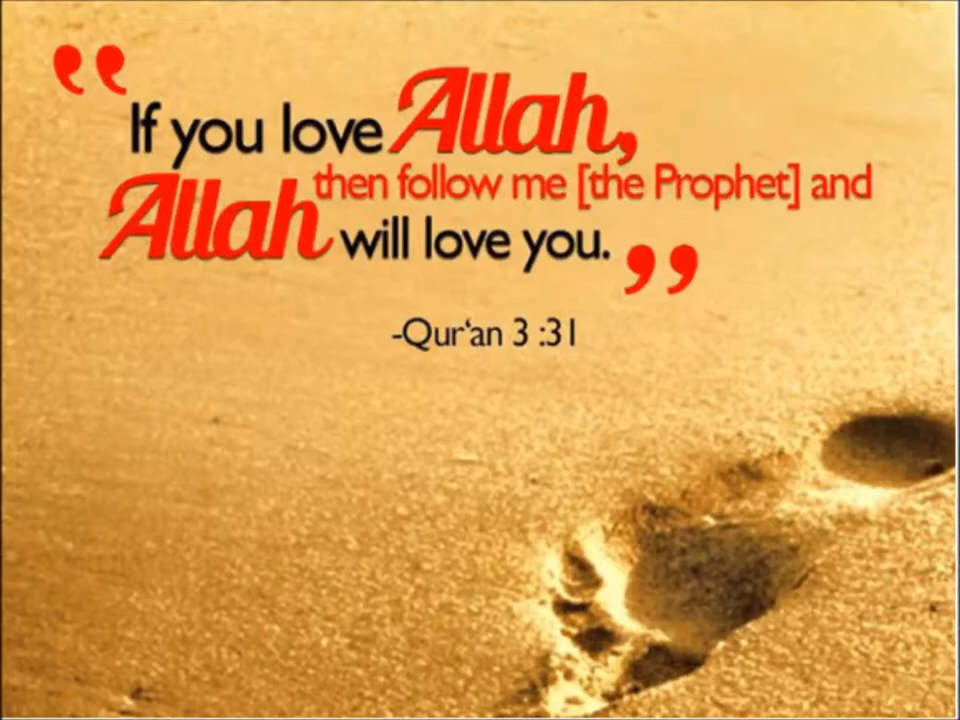 “If you love Allah,
then follow me [the Prophet] and
Allah will love you.”
-Qur‘an 3 :31